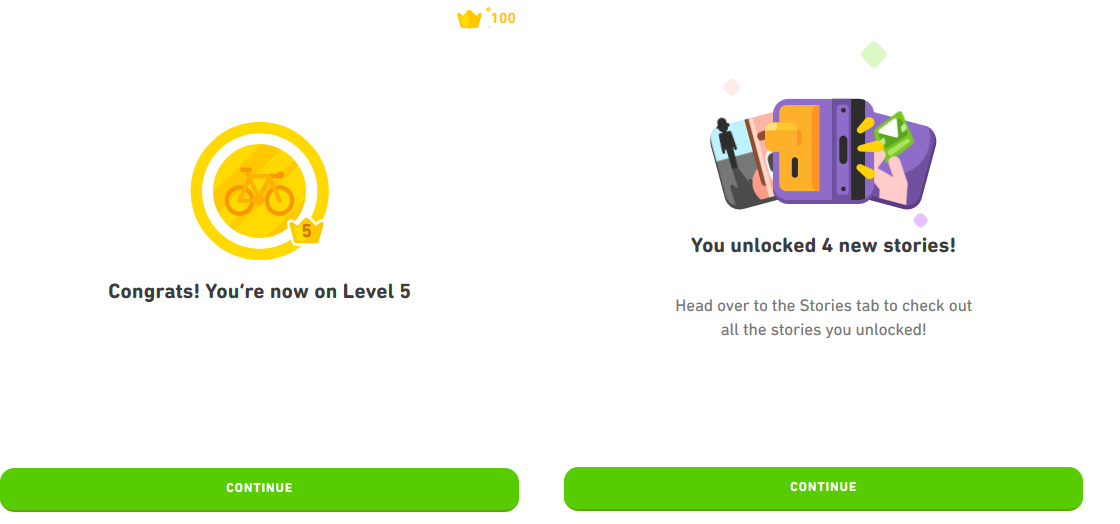 100
5
Congrats! You’re now on Level 5
CONTINUE
You unlocked 4 new stories!
Head over to the Stories tab to check out
all the stories you unlocked!
CONTINUE